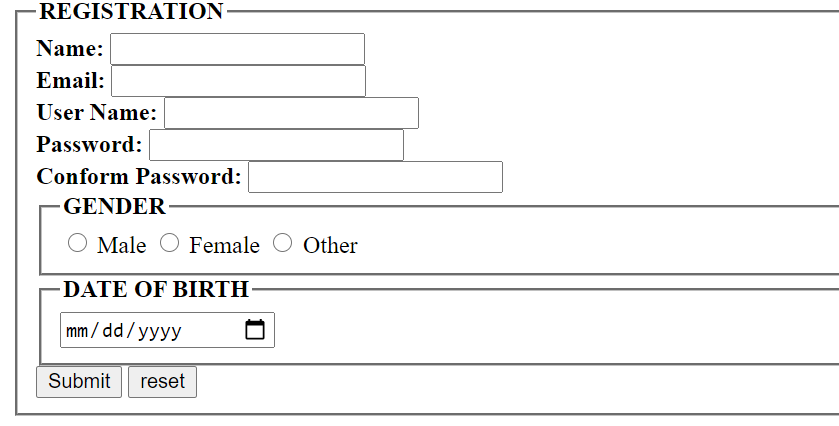 REGISTRATION
Name:
Email:
User Name:
Password:
Conform Password:
GENDER
Male Female Other
DATE OF BIRTH
mm/dd/yyyy
Submit reset